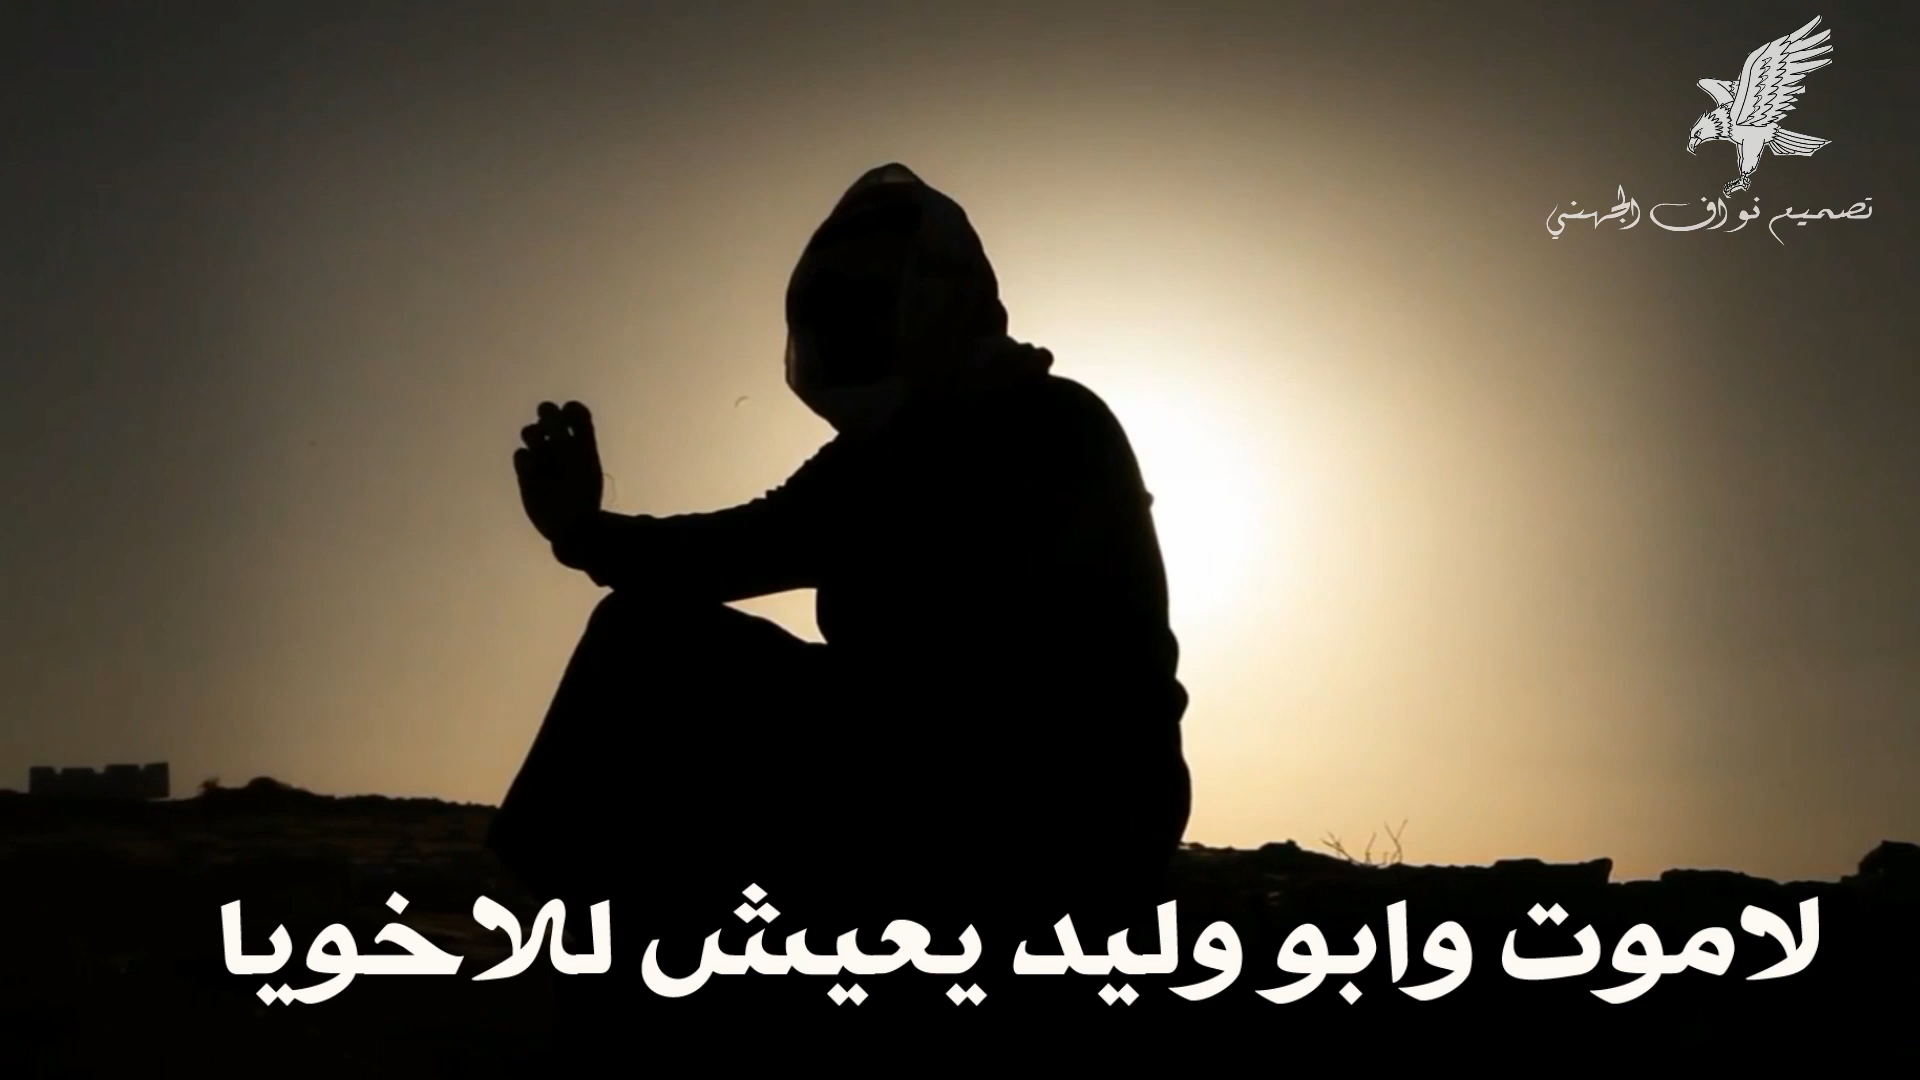 تصميم نواف الجهني
لاموت وابو وليد يعيش للاخويا